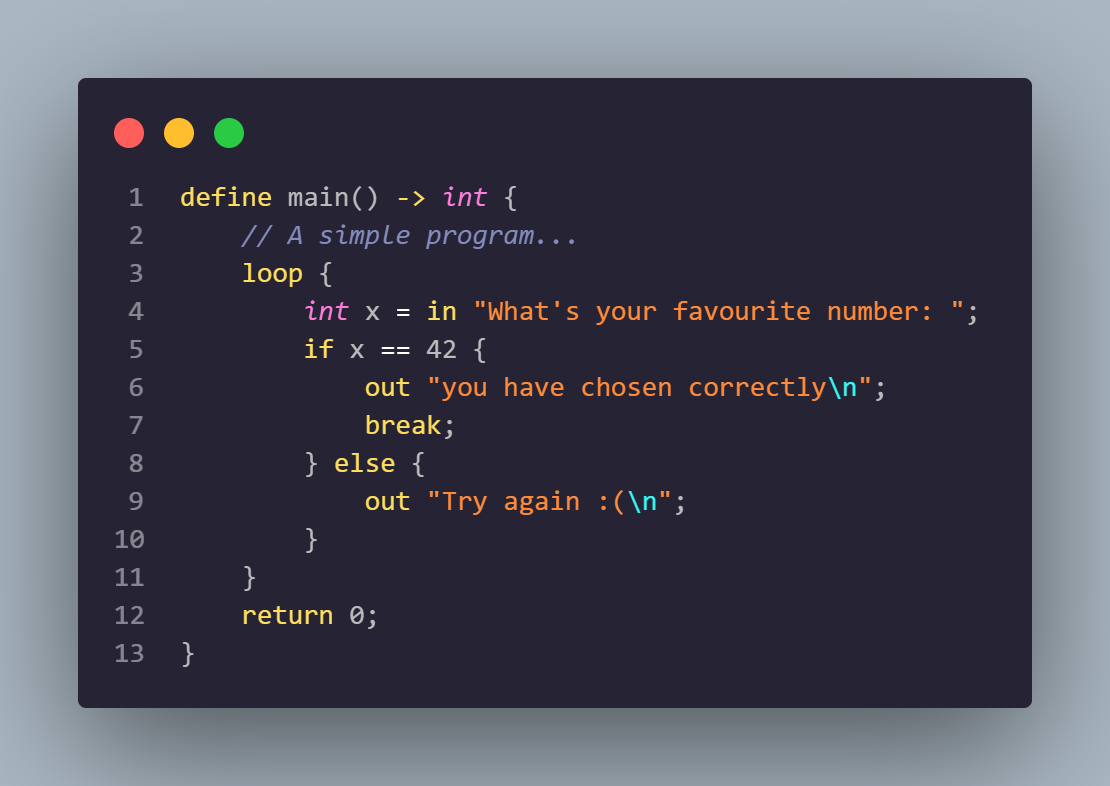 1 define main() -> int {
2     // A simple program...
3     loop {
4         int x = in "What's your favourite number: ";
5         if x == 42 {
6             out "you have chosen correctly\n";
7             break;
8         } else {
9             out "Try again :(\n";
10         }
11     }
12     return 0;
13 }